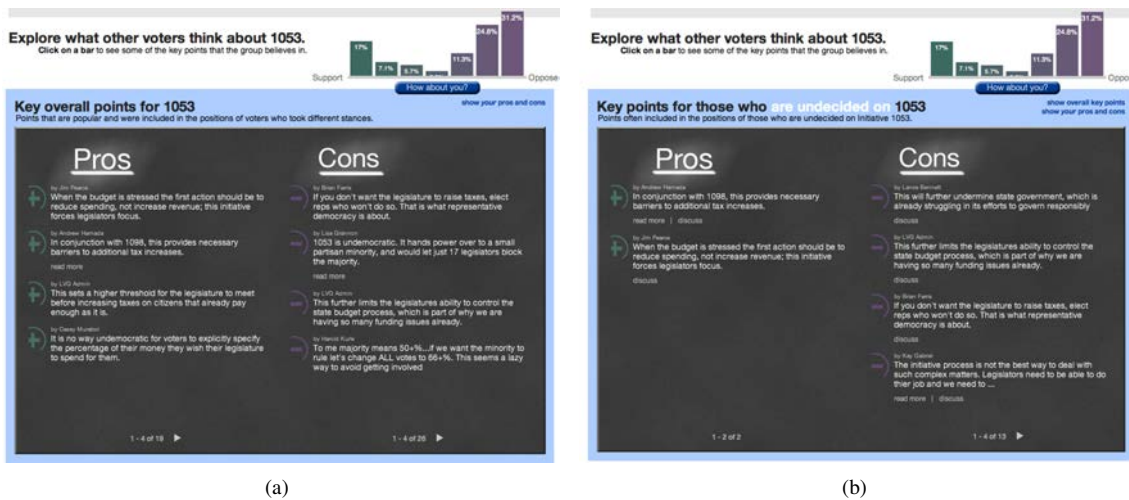 Explore what other voters think about 1053.
Click on a bar to see some of the key points that the group believes in.
17%
7.1%
5.7%
11.3%
24.8%
31.2%
Support
Oppose
How about you?
Key overall points for 1053
show your pros and cons
Points that are popular and were included in the positions of voters who took different stances.
Pros
by Jim Pearce
When the budget is stressed the first action should be to
reduce spending, not increase revenue; this initiative
forces legislators focus.
by Andrew Hamada
In conjunction with 1098, this provides necessary
barriers to additional tax increases.
read more
by LVG Admin
This sets a higher threshold for the legislature to meet
before increasing taxes on citizens that already pay
enough as it is.
by Casey
It is no way undemocratic for voters to explicitly specify
the percentage of their money they wish their legislature
to spend for them.
1 - 4 of 18
Cons
by Brian Farris
If you don't want the legislature to raise taxes, elect
reps who won't do so. That is what representative
democracy is about.
by Lisa
1053 is undemocratic. It hands power over to a small
partisan minority, and would let just 17 legislators block
the majority.
by LVG Admin
This further limits the legislatures ability to control the
state budget process, which is part of why we are
having so many funding issues already.
by Harold
To me majority means 50+%...if we want the minority to
rule let's change ALL votes to 66+%. This seems a lazy
way to avoid getting involved
1 - 4 of 26
(a)
Explore what other voters think about 1053.
Click on a bar to see some of the key points that the group believes in.
17%
7.1%
5.7%
11.3%
24.8%
31.2%
Support
Oppo
How about you?
Key points for those who are undecided on 1053
show overall key points
show your pros and cons
Points often included in the positions of those who are undecided on Initiative 1053.
Pros
by Andrew Hamada
In conjunction with 1098, this provides necessary
barriers to additional tax increases.
read more | discuss
by Jim Pearce
When the budget is stressed the first action should be to
reduce spending, not increase revenue; this initiative
forces legislators focus.
discuss
1 - 2 of 2
Cons
by Lance Bennett
This will further undermine state government, which is
already struggling in its efforts to govern responsibly
discuss
by LVG Admin
This further limits the legislatures ability to control the
state budget process, which is part of why we are
having so many funding issues already.
discuss
by Brian Farris
If you don't want the legislature to raise taxes, elect
reps who won't do so. That is what representative
democracy is about.
discuss
by Kay Gabriel
The initiative process is not the best way to deal with
such complex matters. Legislators need to be able to do
thier job and we need to ...
read more | discuss
1 - 4 of 13
(b)